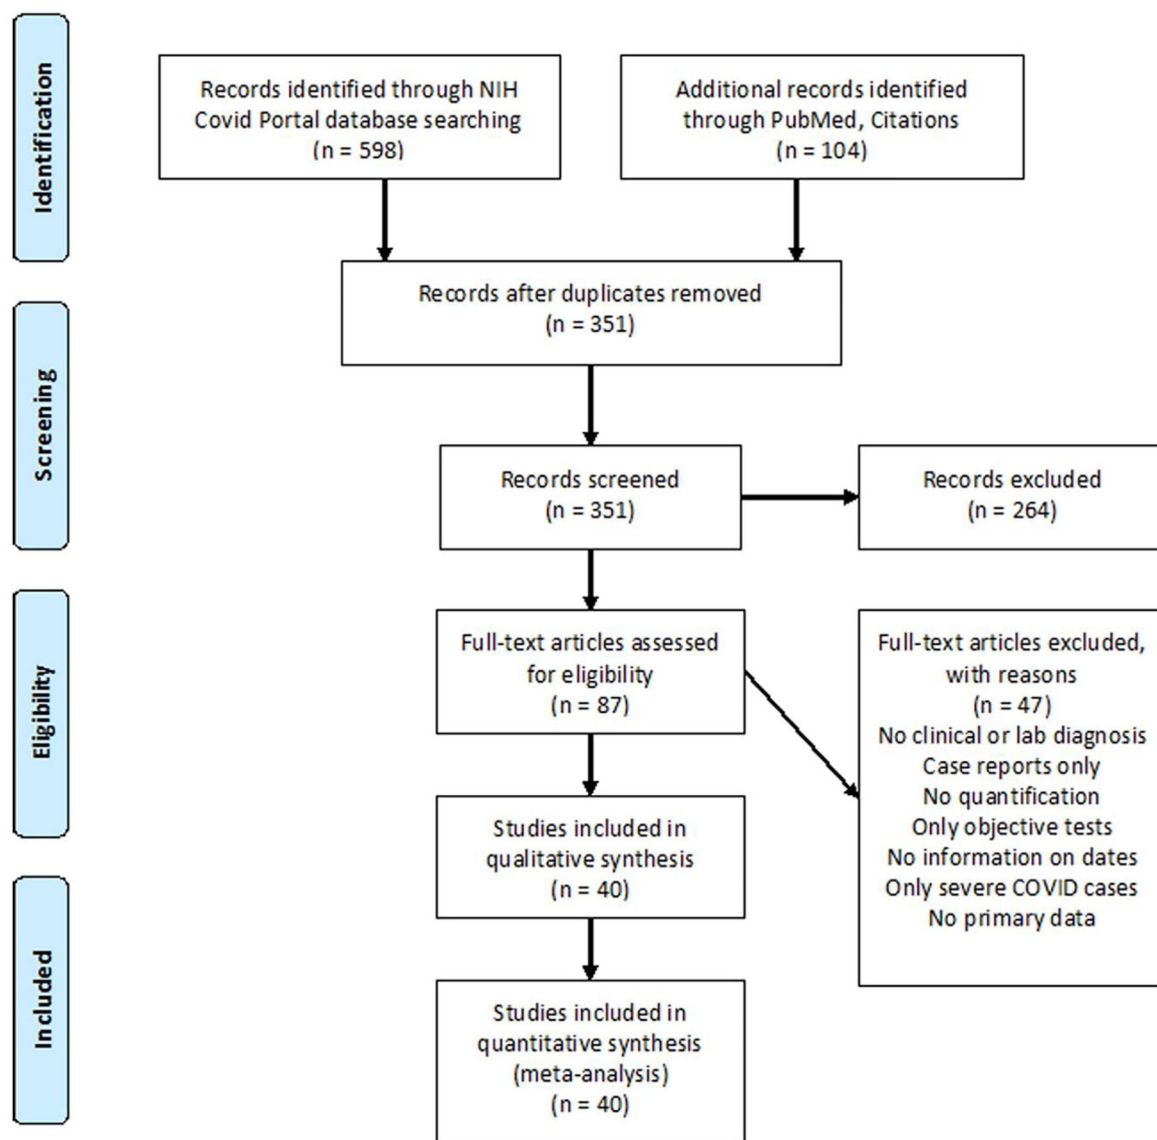 Identification
Records identified through NIH
Covid Portal database searching
(n = 598)
Additional records identified
through PubMed, Citations
(n = 104)
Records after duplicates removed
(n = 351)
Screening
Records screened
(n = 351)
Records excluded
(n = 264)
Eligibility
Full-text articles assessed
for eligibility
(n = 87)
Full-text articles excluded,
with reasons
(n = 47)
No clinical or lab diagnosis
Case reports only
No quantification
Only objective tests
No information on dates
Only severe COVID cases
No primary data
Studies included in
qualitative synthesis
(n = 40)
Included
Studies included in
quantitative synthesis
(meta-analysis)
(n = 40)